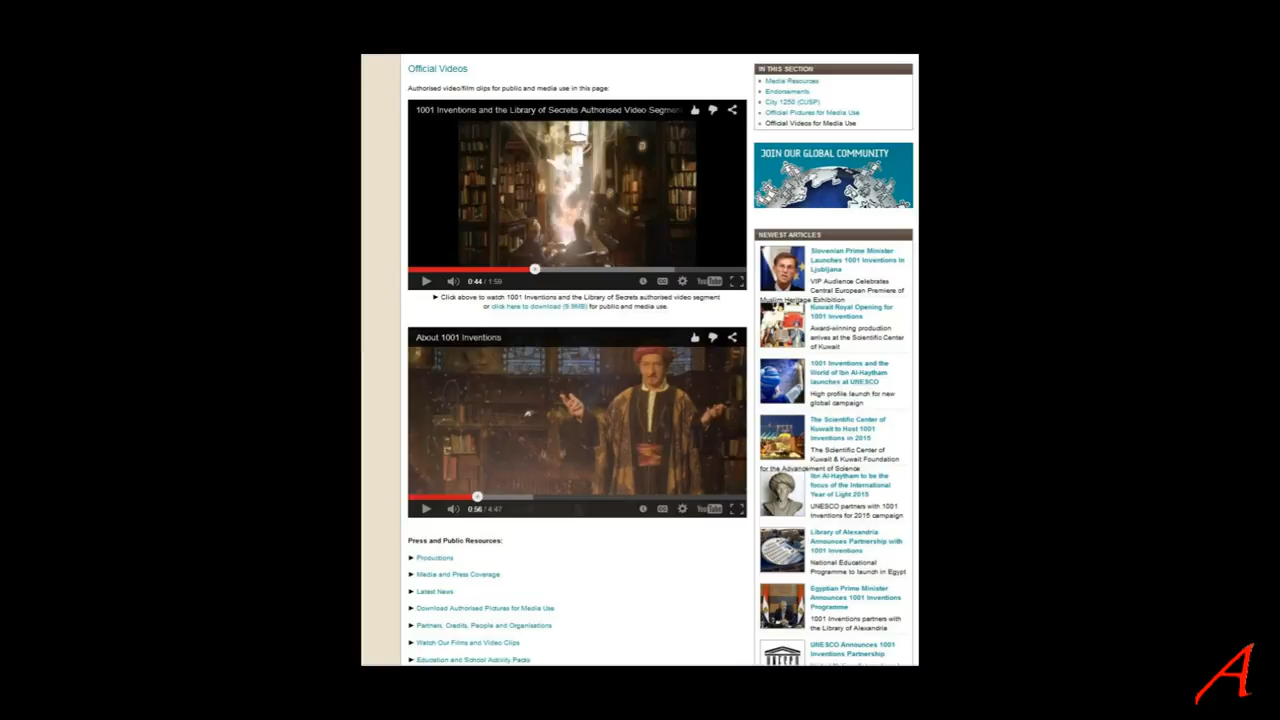 Official Videos
Authorised video/film clips for public and media use in this page:
1001 Inventions and the Library of Secrets Authorised Video Segmen
0:44 / 1:59
YouTube
► Click above to watch 1001 Inventions and the Library of Secrets authorised video segment
or click here to download (9.9MB) for public and media use.
About 1001 Inventions
0:56 / 4:47
YouTube
Press and Public Resources:
► Productions
► Media and Press Coverage
► Latest News
► Download Authorised Pictures for Media Use
► Partners, Credits, People and Organisations
► Watch Our Films and Video Clips
► Education and School Activity Packs
IN THIS SECTION
Media Resources
Endorsements
City 1250 (CUSP)
Official Pictures for Media Use
Official Videos for Media Use
JOIN OUR GLOBAL COMMUNITY
NEWEST ARTICLES
Slovenian Prime Minister
Launches 1001 Inventions in
Ljubljana
VIP Audience Celebrates
Central European Premiere of
Muslim Heritage Exhibition
Kuwait Royal Opening for
1001 Inventions
Award-winning production
arrives at the Scientific Center
of Kuwait
1001 Inventions and the
World of Ibn Al-Haytham
launches at UNESCO
High profile launch for new
global campaign
The Scientific Center of
Kuwait to Host 1001
Inventions in 2015
The Scientific Center of
Kuwait & Kuwait Foundation
for the Advancement of Science
Ibn Al-Haytham to be the
focus of the International
Year of Light 2015
UNESCO partners with 1001
Inventions for 2015 campaign
Library of Alexandria
Announces Partnership with
1001 Inventions
National Educational
Programme to launch in Egypt
Egyptian Prime Minister
Announces 1001 Inventions
Programme
1001 Inventions partners with
the Library of Alexandria
UNESCO Announces 1001
Inventions Partnership
UNESCO
A